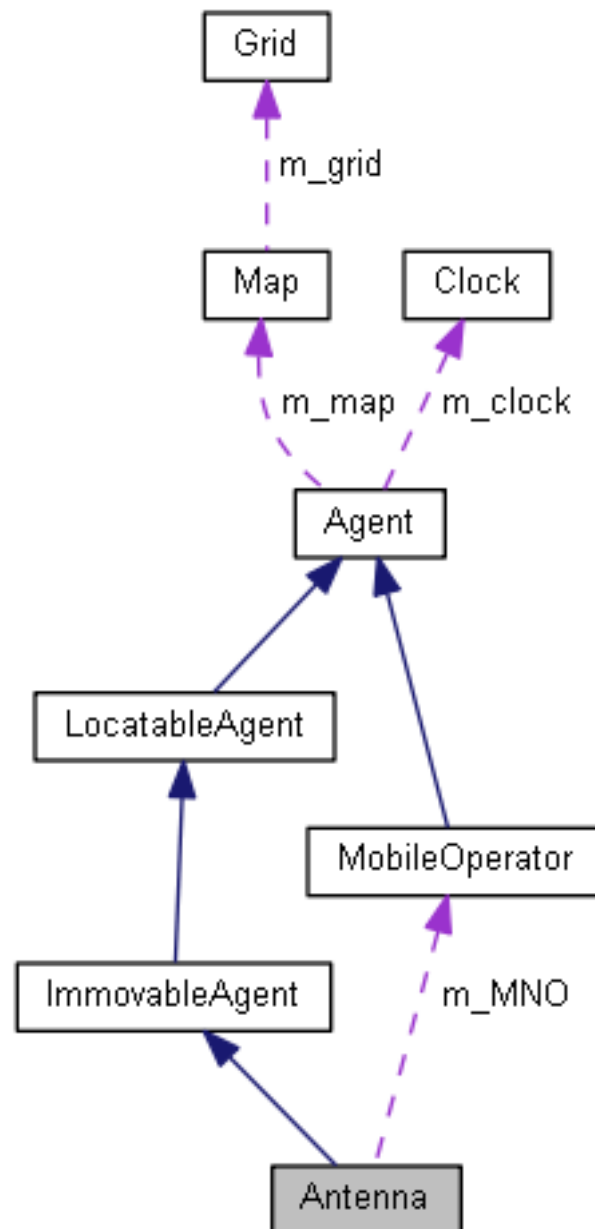 Grid
m_grid
Map
Clock
m_map
m_clock
Agent
LocatableAgent
MobileOperator
ImmovableAgent
m_MNO
Antenna